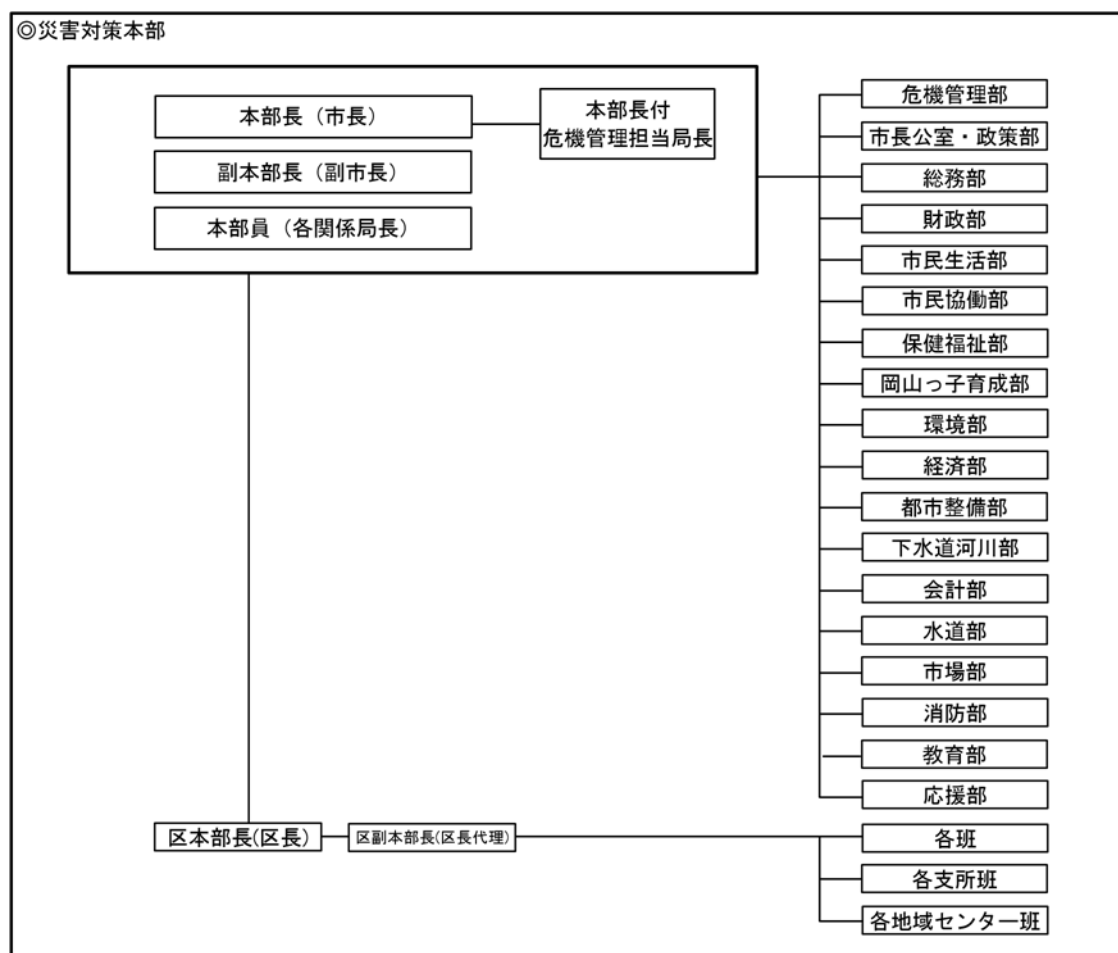 ◎災害対策本部
本部長（市長）
本部長付
危機管理担当局長
副本部長（副市長）
本部員（各関係局長）
危機管理部
市長公室・政策部
総務部
財政部
市民生活部
市民協働部
保健福祉部
岡山っ子育成部
環境部
経済部
都市整備部
下水道河川部
会計部
水道部
市場部
消防部
教育部
応援部
区本部長(区長)
区副本部長(区長代理)
各班
各支所班
各地域センター班